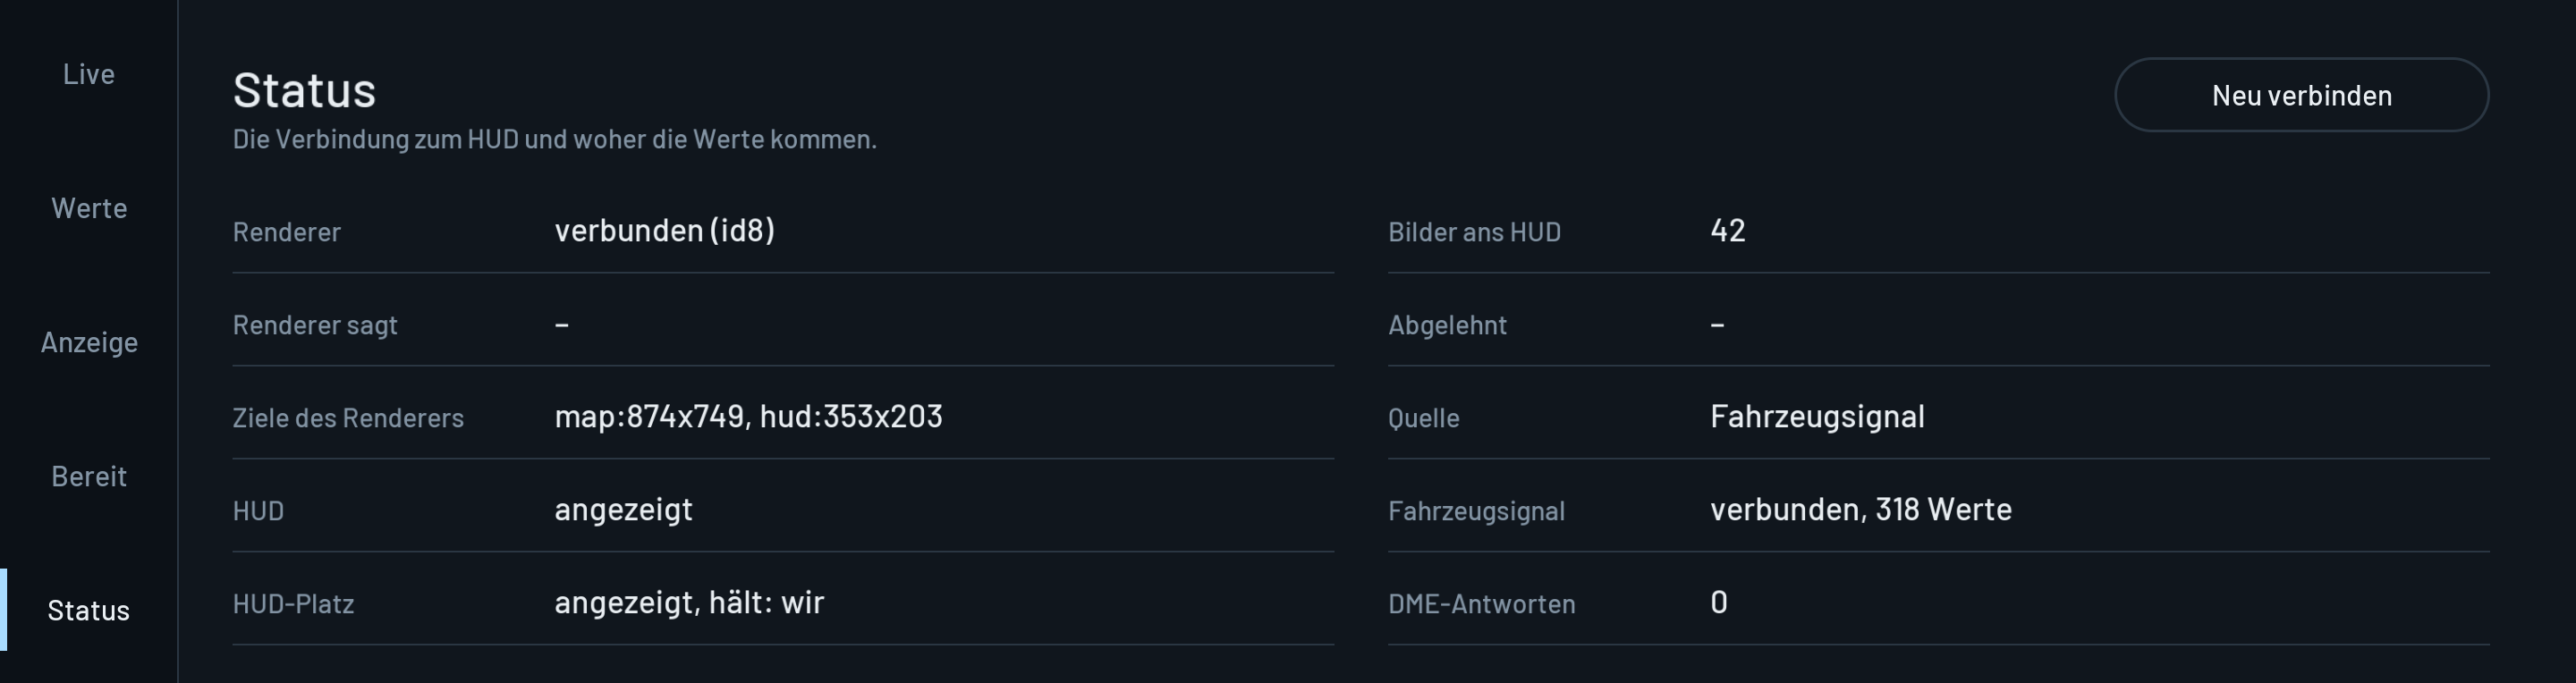 Live
Werte
Anzeige
Bereit
Status
Status
Die Verbindung zum HUD und woher die Werte kommen.
Neu verbinden
Renderer verbunden (id8)
Renderer sagt –
Ziele des Renderers map:874x749, hud:353x203
HUD angezeigt
HUD-Platz angezeigt, hält: wir
Bilder ans HUD 42
Abgelehnt –
Quelle Fahrzeugsignal
Fahrzeugsignal verbunden, 318 Werte
DME-Antworten 0